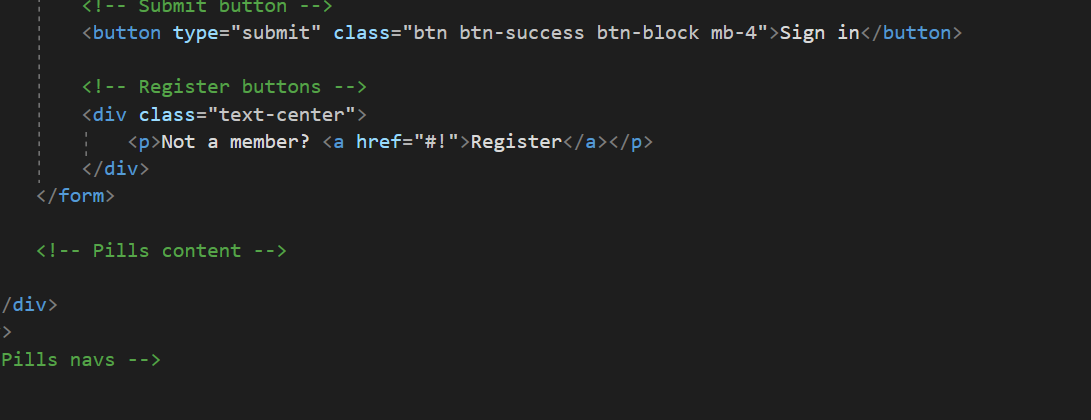 <!-- Submit button -->
<button type="submit" class="btn btn-success btn-block mb-4">Sign in</button>
<!-- Register buttons -->
<div class="text-center">
<p>Not a member? <a href="#!">Register</a></p>
</div>
</form>
<!-- Pills content -->
/div>
>
Pills navs -->